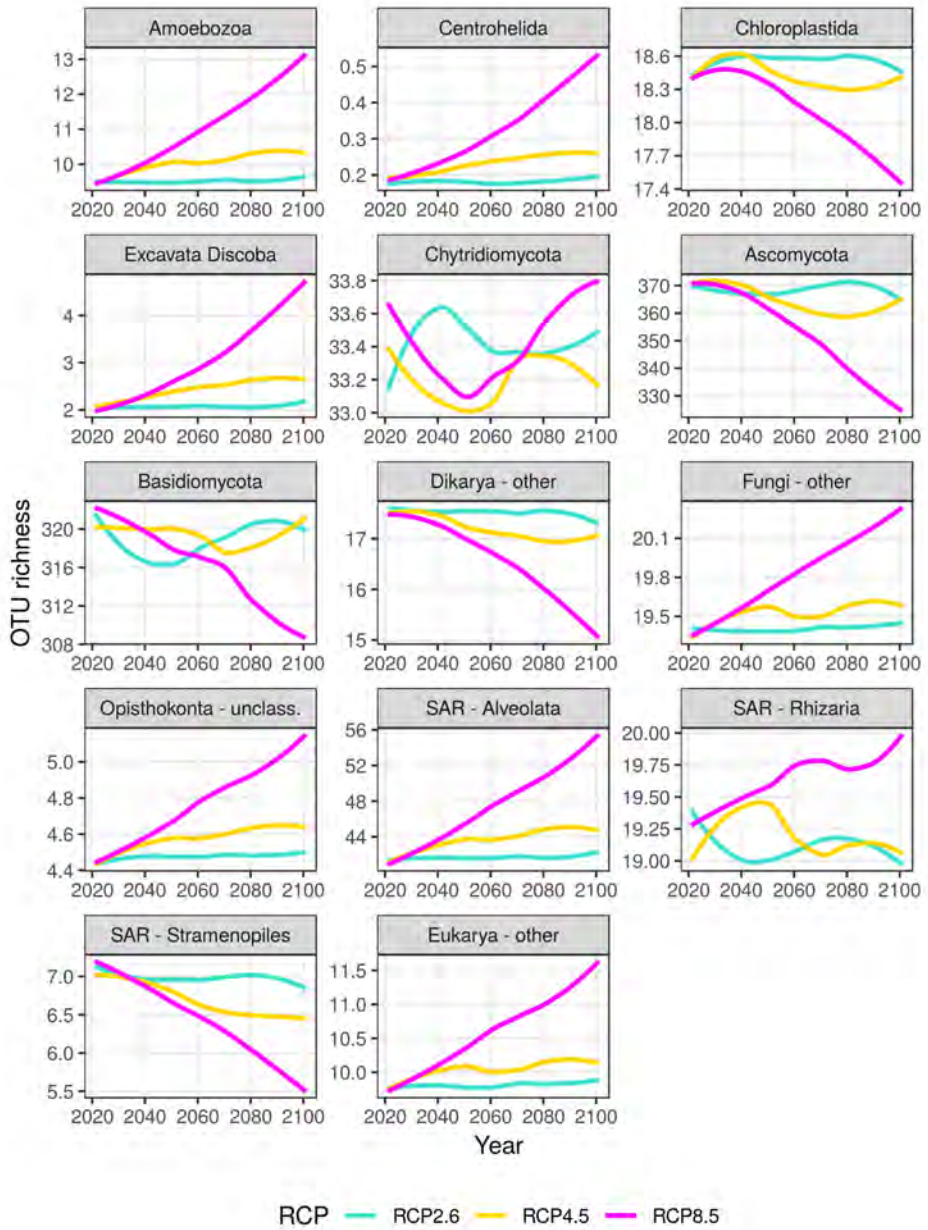 Amoebozoa Centrohelida Chloroplastida
13 12 11 10
0.5 0.4 0.3 0.2
18.6 18.3 18.0 17.7 17.4
2020 2040 2060 2080 2100 2020 2040 2060 2080 2100 2020 2040 2060 2080 2100
Excavata Discoba Chytridiomycota Ascomycota
4 3 2
33.8 33.6 33.4 33.2 33.0
370 360 350 340 330
2020 2040 2060 2080 2100 2020 2040 2060 2080 2100 2020 2040 2060 2080 2100
Basidiomycota Dikarya - other Fungi - other
320 316 312 308
17 16 15
20.1 19.8 19.5
2020 2040 2060 2080 2100 2020 2040 2060 2080 2100 2020 2040 2060 2080 2100
OTU richness
Opisthokonta - unclass. SAR - Alveolata SAR - Rhizaria
5.0 4.8 4.6 4.4
56 52 48 44
20.00 19.75 19.50 19.25 19.00
2020 2040 2060 2080 2100 2020 2040 2060 2080 2100 2020 2040 2060 2080 2100
SAR - Stramenopiles Eukarya - other
7.0 6.5 6.0 5.5
11.5 11.0 10.5 10.0
2020 2040 2060 2080 2100 2020 2040 2060 2080 2100
Year
RCP RCP2.6 RCP4.5 RCP8.5